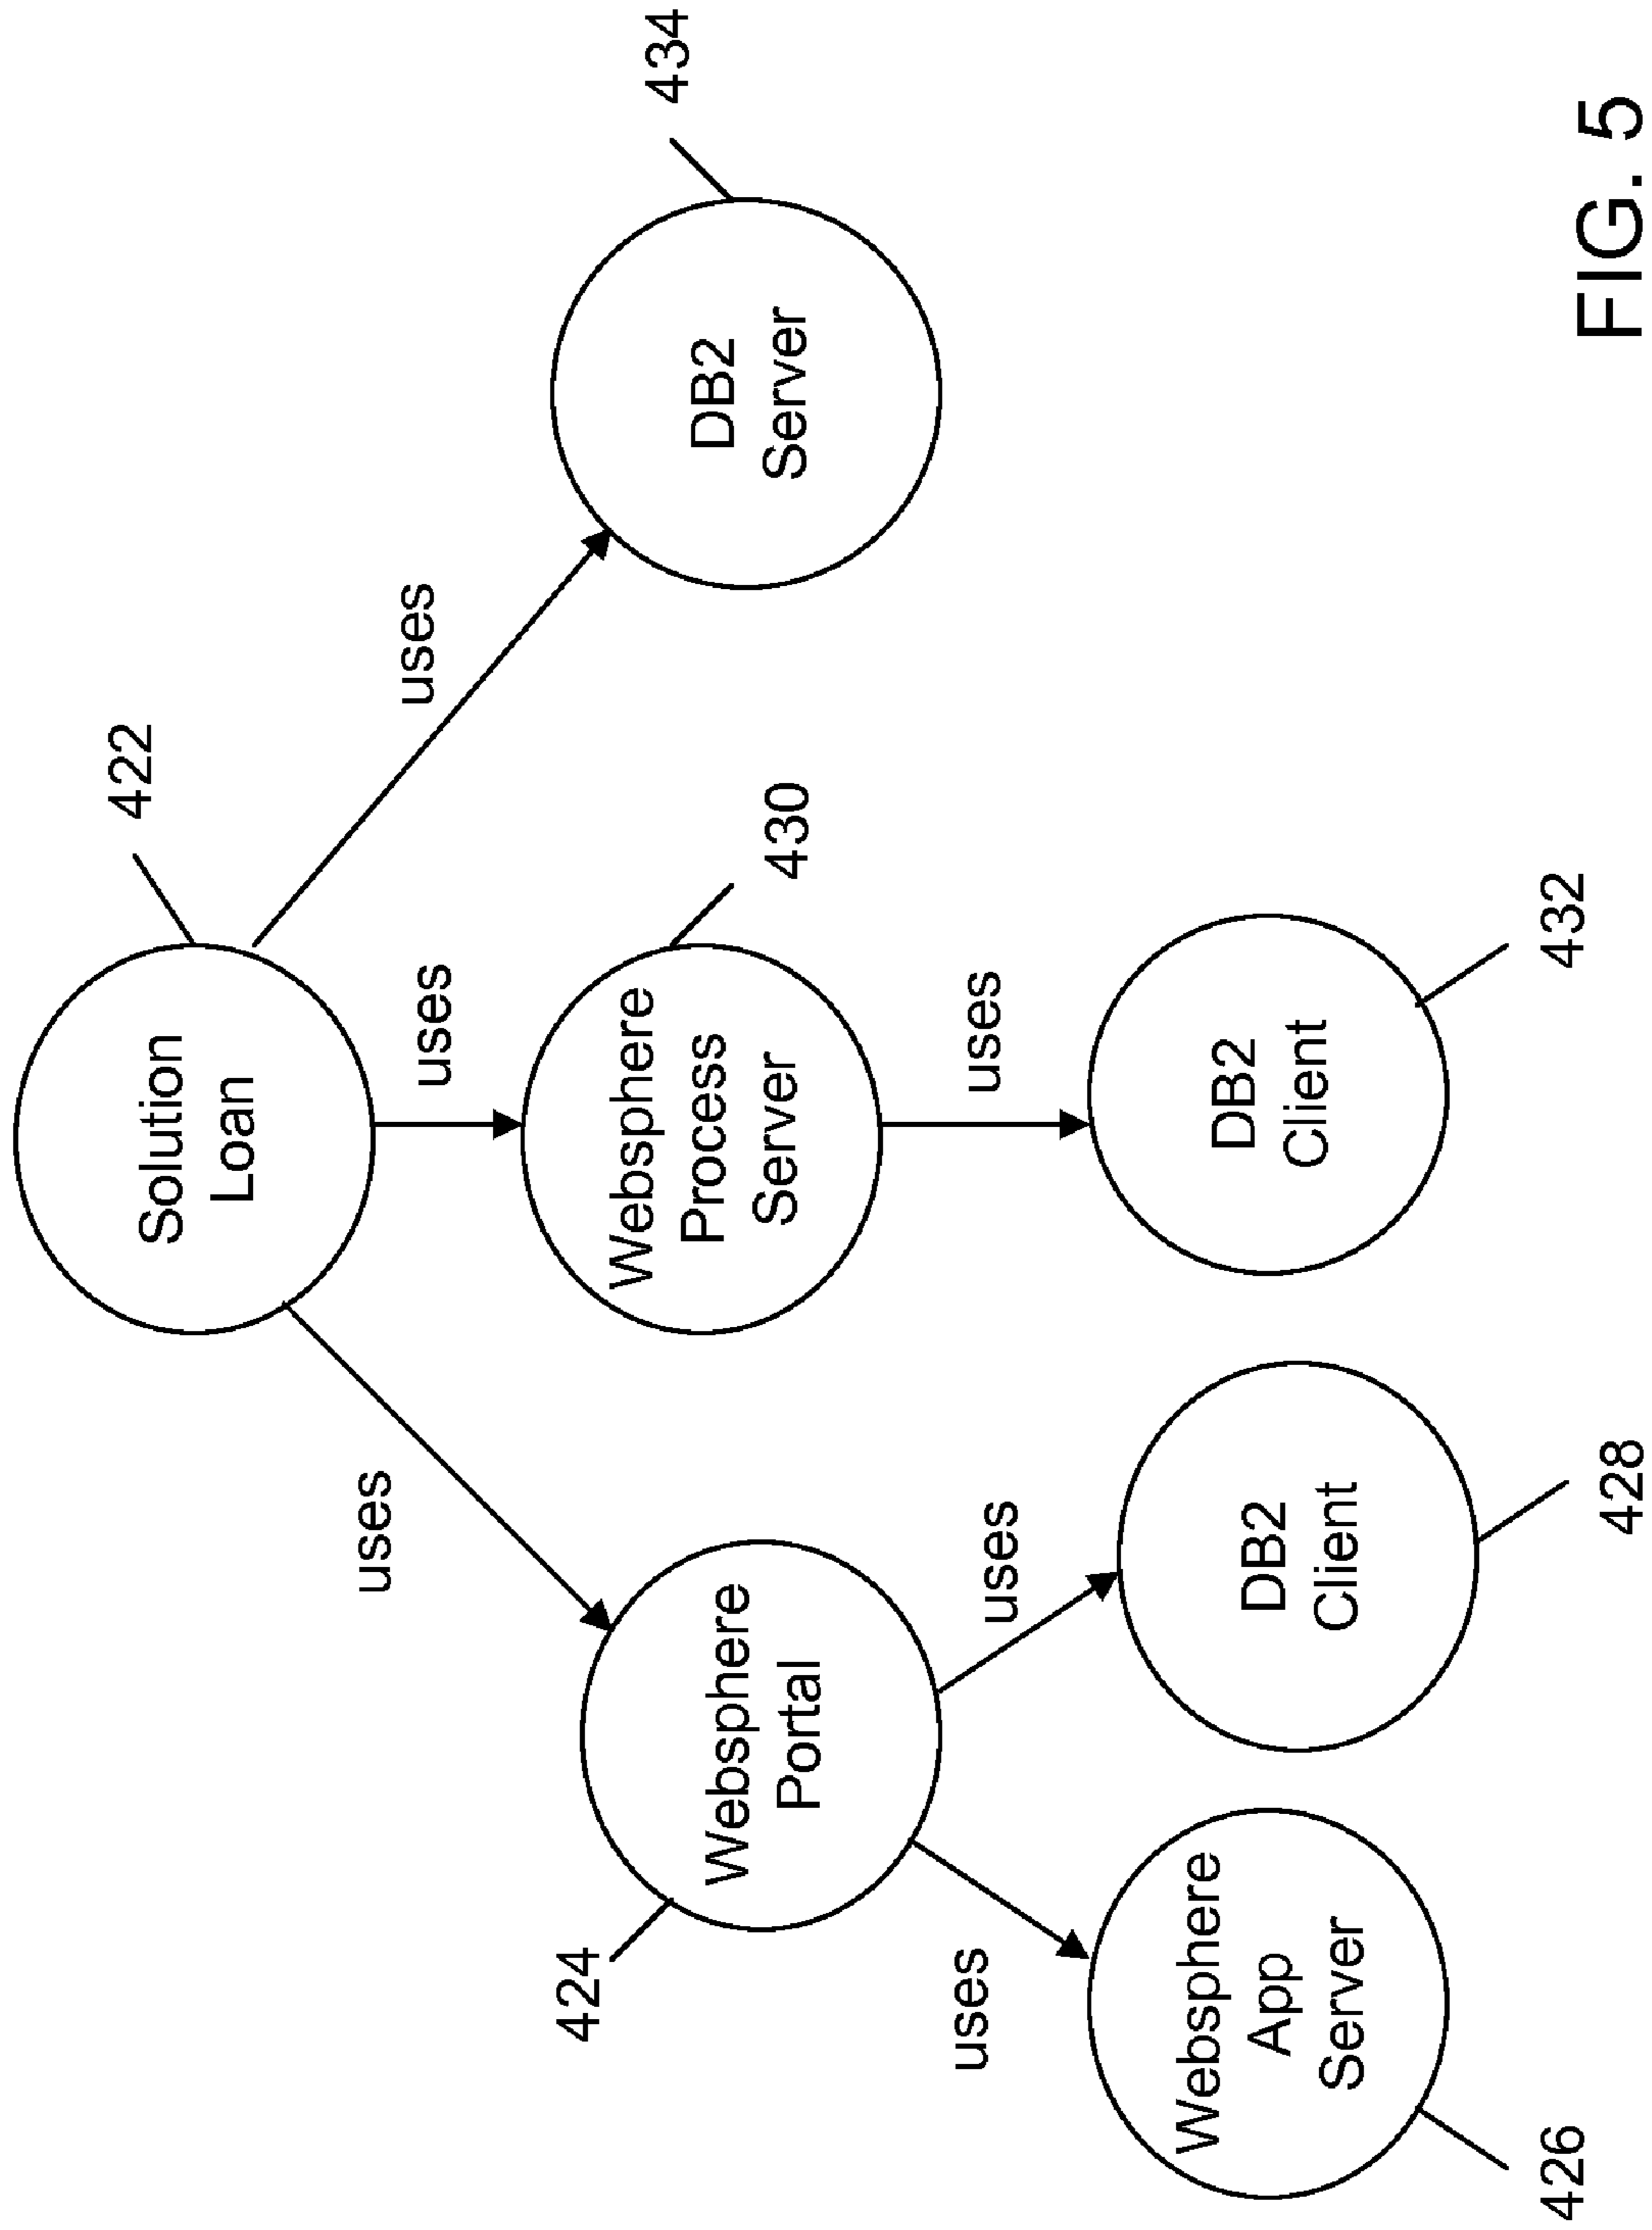 Solution
Loan
422
uses
uses
uses
424
Websphere
Portal
Websphere
Process
Server
430
DB2
Server
434
uses
uses
uses
Websphere
App
Server
426
DB2
Client
428
DB2
Client
432
FIG. 5